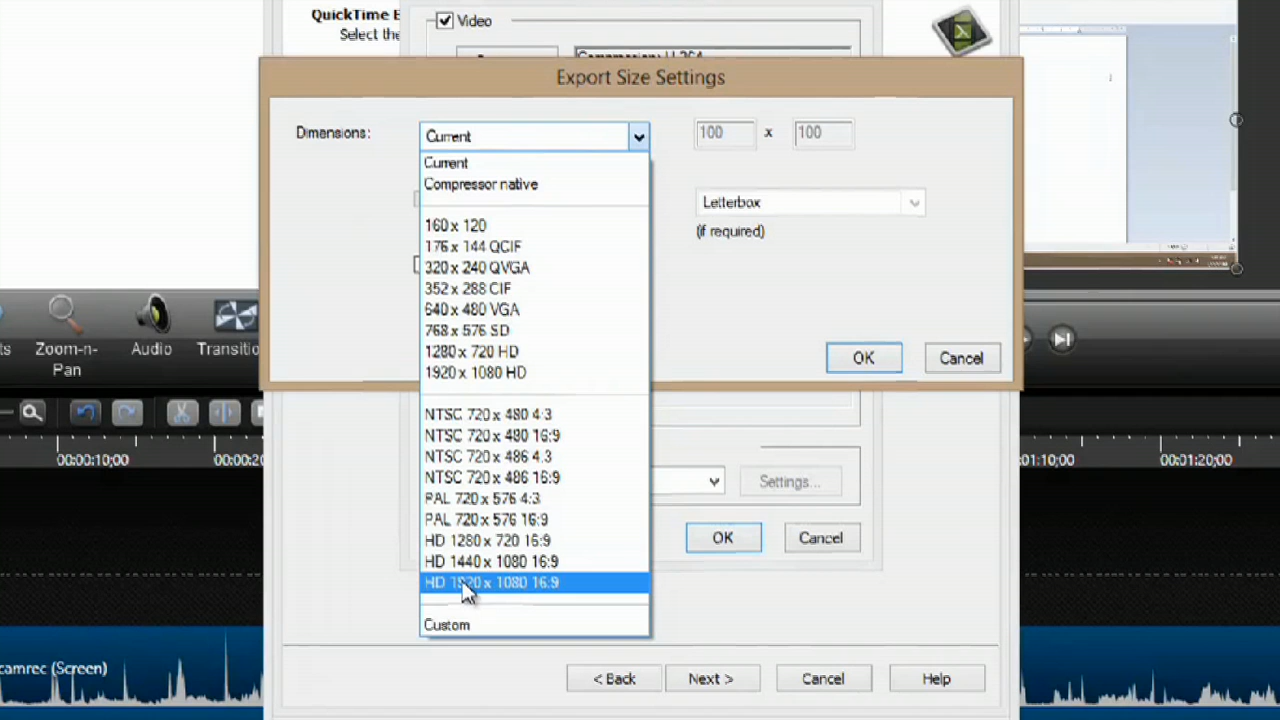 QuickTime E
Select the
Video
Export Size Settings
Dimensions:
Current
100 x 100
Current
Compressor native
Letterbox
(if required)
160 x 120
176 x 144 QCIF
320 x 240 QVGA
352 x 288 CIF
640 x 480 VGA
768 x 576 SD
1280 x 720 HD
1920 x 1080 HD
OK
Cancel
Zoom-n-
Pan
Audio
Transitio
NTSC 720 x 480 4:3
NTSC 720 x 480 16:9
NTSC 720 x 486 4:3
NTSC 720 x 486 16:9
PAL 720 x 576 4:3
PAL 720 x 576 16:9
HD 1280 x 720 16:9
HD 1440 x 1080 16:9
HD 1920 x 1080 16:9
Custom
00:00:10;00
00:00:20
01:10;00
00:01:20;00
Settings...
OK
Cancel
camrec (Screen)
< Back
Next >
Cancel
Help